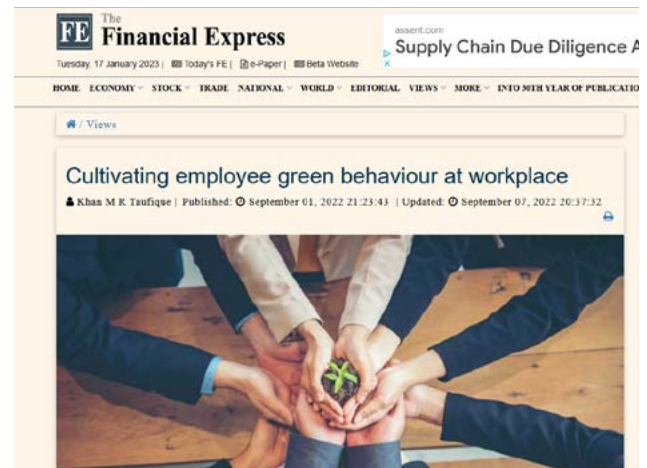 FE
The
Financial Express
assent.com
Supply Chain Due Diligence A
Tuesday, 17 January 2023 | Today's FE | e-Paper | Beta Website
HOME ECONOMY STOCK TRADE NATIONAL WORLD EDITORIAL VIEWS MORE INTO 30TH YEAR OF PUBLICATIO
/ Views
Cultivating employee green behaviour at workplace
Khan M R Taufique | Published: September 01, 2022 21:23:43 | Updated: September 07, 2022 20:37:32